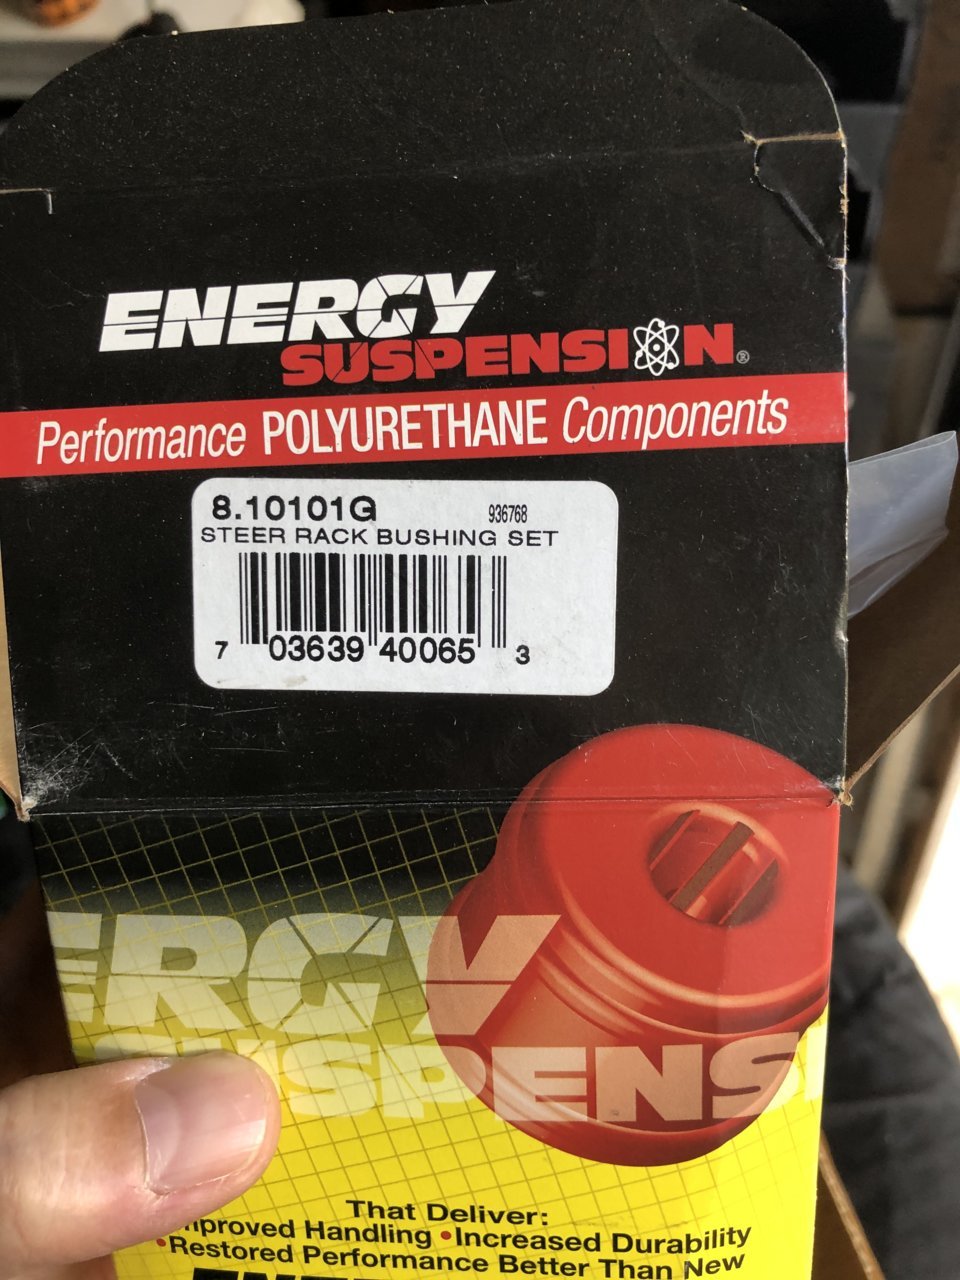 ENERGY
SUSPENSION®
Performance POLYURETHANE Components
8.10101G 936768
STEER RACK BUSHING SET
7 03639 40065 3
ERGY
SUSPENS
That Deliver:
Improved Handling •Increased Durability
•Restored Performance Better Than New